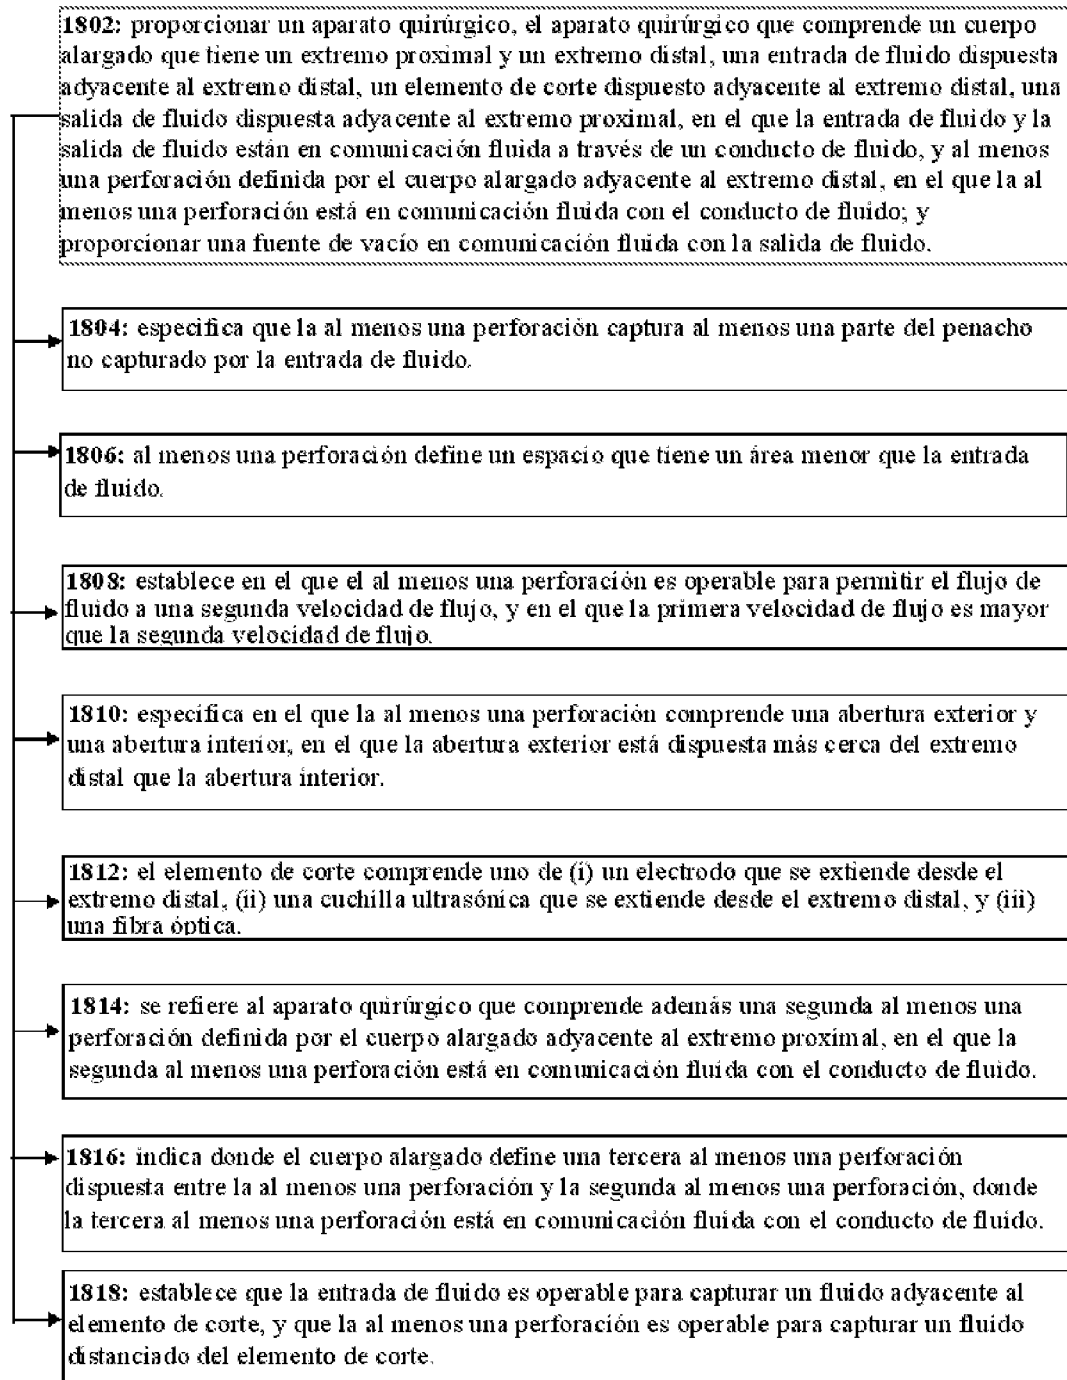 1802: proporcionar un aparato quirúrgico, el aparato quirúrgico que comprende un cuerpo
alargado que tiene un extremo proximal y un extremo distal, una entrada de fluido dispuesta
adyacente al extremo distal, un elemento de corte dispuesto adyacente al extremo distal, una
salida de fluido dispuesta adyacente al extremo proximal, en el que la entrada de fluido y la
salida de fluido están en comunicación fluida a través de un conducto de fluido, y al menos
una perforación definida por el cuerpo alargado adyacente al extremo distal, en el que la al
menos una perforación está en comunicación fluida con el conducto de fluido; y
proporcionar una fuente de vacío en comunicación fluida con la salida de fluido.
1804: especifica que la al menos una perforación captura al menos una parte del penacho
no capturado por la entrada de fluido.
1806: al menos una perforación define un espacio que tiene un área menor que la entrada
de fluido.
1808: establece en el que el al menos una perforación es operable para permitir el flujo de
fluido a una segunda velocidad de flujo, y en el que la primera velocidad de flujo es mayor
que la segunda velocidad de flujo.
1810: especifica en el que la al menos una perforación comprende una abertura exterior y
una abertura interior, en el que la abertura exterior está dispuesta más cerca del extremo
distal que la abertura interior.
1812: el elemento de corte comprende uno de (i) un electrodo que se extiende desde el
extremo distal, (ii) una cuchilla ultrasónica que se extiende desde el extremo distal, y (iii)
una fibra óptica.
1814: se refiere al aparato quirúrgico que comprende además una segunda al menos una
perforación definida por el cuerpo alargado adyacente al extremo proximal, en el que la
segunda al menos una perforación está en comunicación fluida con el conducto de fluido.
1816: indica donde el cuerpo alargado define una tercera al menos una perforación
dispuesta entre la al menos una perforación y la segunda al menos una perforación, donde
la tercera al menos una perforación está en comunicación fluida con el conducto de fluido.
1818: establece que la entrada de fluido es operable para capturar un fluido adyacente al
elemento de corte, y que la al menos una perforación es operable para capturar un fluido
distanciado del elemento de corte.